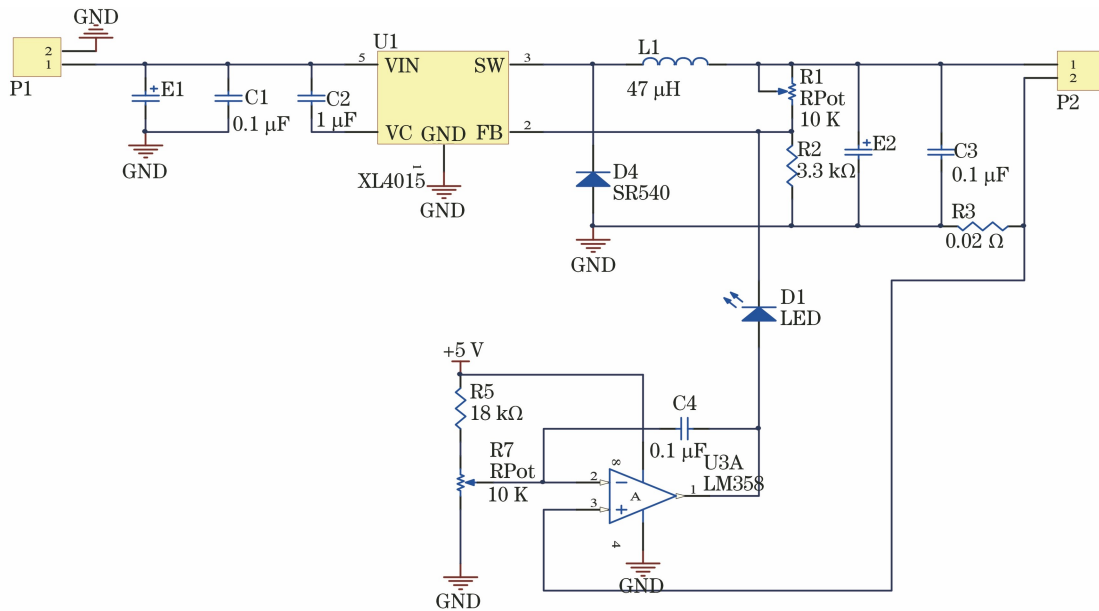 GND
2
1
P1
E1
C1
0.1 μF
C2
1 μF
GND
U1
5
VIN
SW
3
VC
GND
FB
2
1
XL4015
GND
L1
47 μH
R1
RPot
10 K
1
2
P2
R2
3.3 kΩ
E2
C3
0.1 μF
D4
SR540
R3
0.02 Ω
GND
D1
LED
+5 V
R5
18 kΩ
C4
0.1 μF
R7
RPot
10 K
8
U3A
LM358
2
A
1
3
4
GND
GND